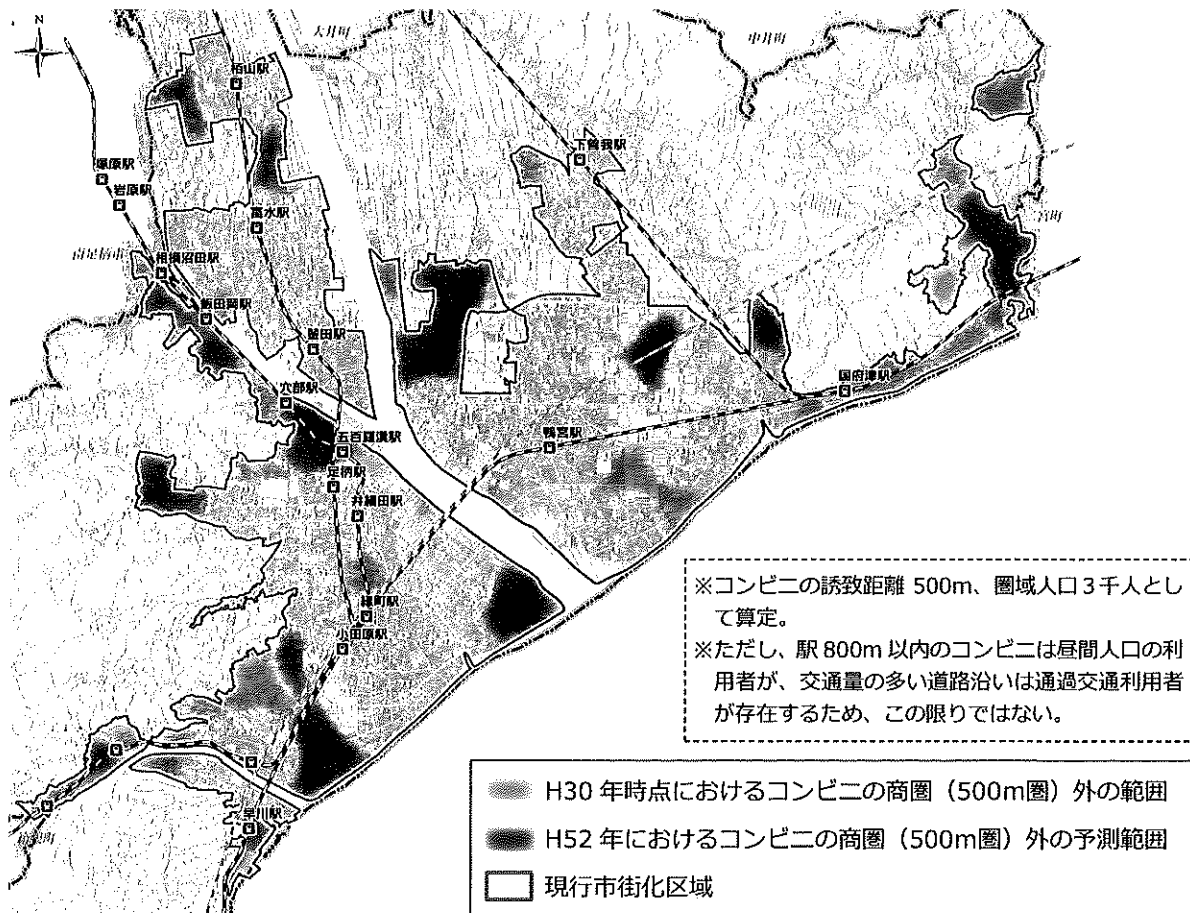 N
大井町
中井町
栢山駅
下曽我駅
塚原駅
岩原駅
富水駅
南足柄市
相模沼田駅
飯田岡駅
蛍田駅
穴部駅
国府津駅
五百羅漢駅
鴨宮駅
足柄駅
井細田駅
緑町駅
小田原駅
早川駅
※コンビニの誘致距離 500m、圏域人口3千人とし
て算定。
※ただし、駅 800m 以内のコンビニは昼間人口の利
用者が、交通量の多い道路沿いは通過交通利用者
が存在するため、この限りではない。
H30 年時点におけるコンビニの商圏（500m圏）外の範囲
H52 年におけるコンビニの商圏（500m圏）外の予測範囲
現行市街化区域